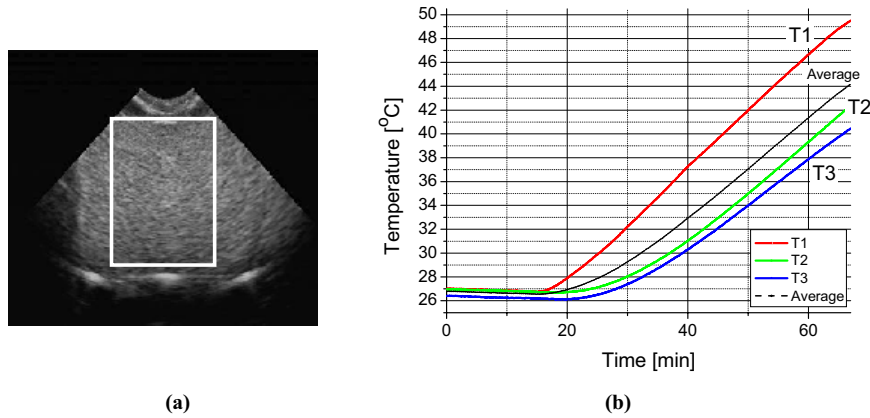 50
48
46
44
42
40
38
36
34
32
30
28
26
Temperature [°C]
T1
Average
T2
T3
T1
T2
T3
Average
0
20
40
60
Time [min]
(a)
(b)